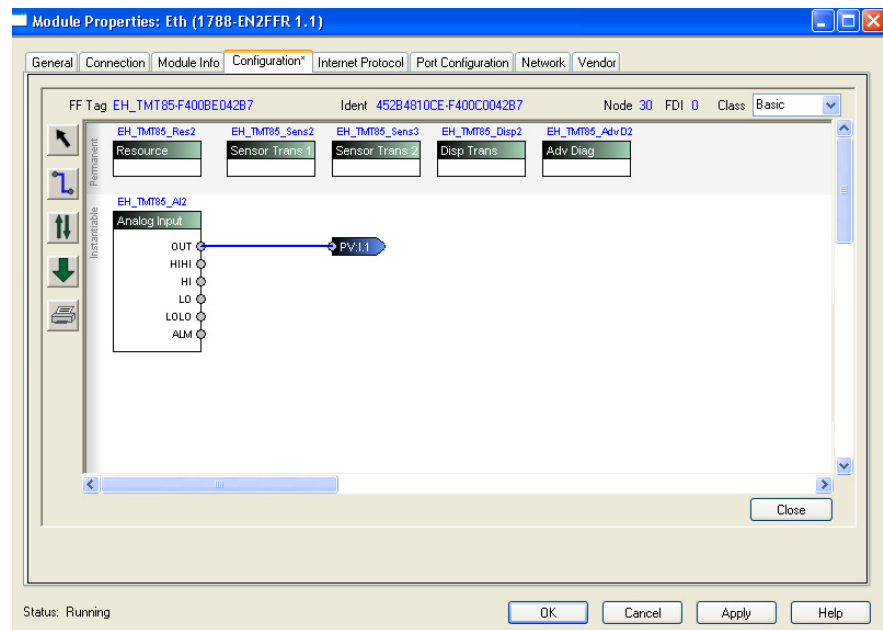 Module Properties: Eth (1788-EN2FFR 1.1)
General Connection Module Info Configuration* Internet Protocol Port Configuration Network Vendor
FF Tag EH_TMT85-F400BE042B7 Ident 452B4810CE-F400C0042B7 Node 30 FDI 0 Class Basic
Permanent
EH_TMT85_Res2 EH_TMT85_Sens2 EH_TMT85_Sens3 EH_TMT85_Disp2 EH_TMT85_AdvD2
Resource Sensor Trans 1 Sensor Trans 2 Disp Trans Adv Diag
Instantiable
EH_TMT85_AI2
Analog Input
OUT PV:I.1
HIHI
HI
LO
LOLO
ALM
Close
Status: Running OK Cancel Apply Help